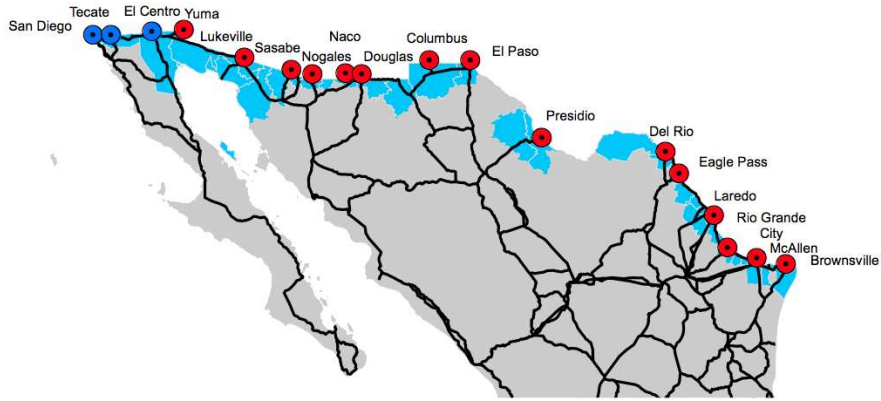 Tecate
El Centro
Yuma
San Diego
Lukeville
Sasabe
Naco
Nogales
Douglas
Columbus
El Paso
Presidio
Del Rio
Eagle Pass
Laredo
Rio Grande
City
McAllen
Brownsville